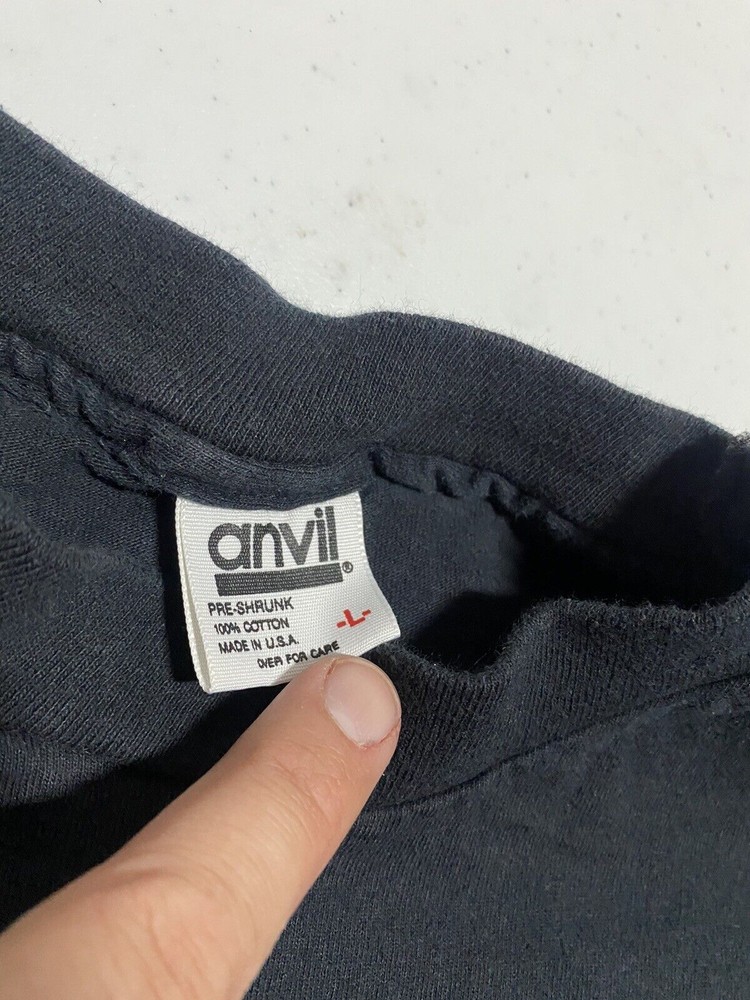 anvil®
PRE-SHRUNK
100% COTTON
-L-
MADE IN U.S.A.
OVER FOR CARE